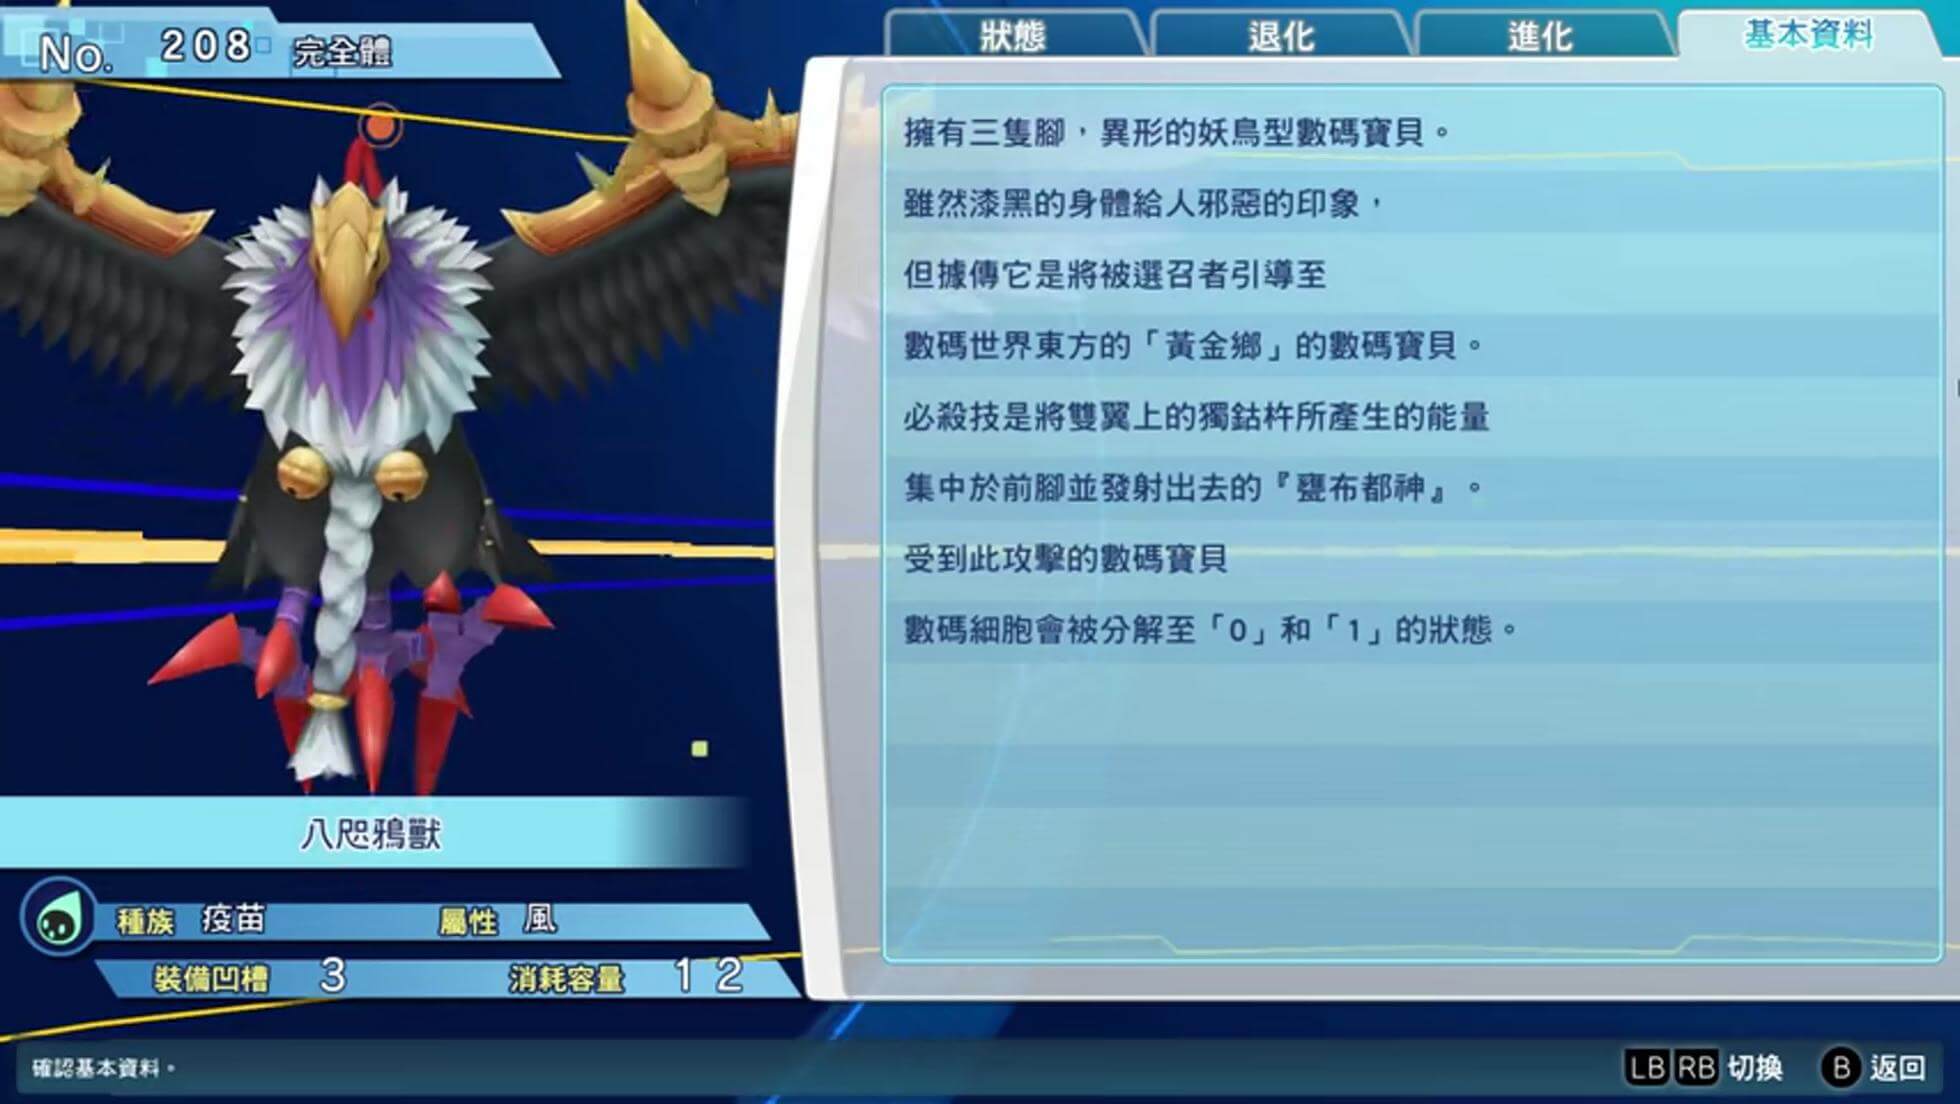 No. 208 完全體
狀態 退化 進化 基本資料
擁有三隻腳，異形的妖鳥型數碼寶貝。
雖然漆黑的身體給人邪惡的印象，
但據傳它是將被選召者引導至
數碼世界東方的「黃金鄉」的數碼寶貝。
必殺技是將雙翼上的獨鈷杵所產生的能量
集中於前腳並發射出去的『甕布都神』。
受到此攻擊的數碼寶貝
數碼細胞會被分解至「0」和「1」的狀態。
八咫鴉獸
種族 疫苗 屬性 風
裝備凹槽 3 消耗容量 12
確認基本資料。
LB RB 切換 B 返回